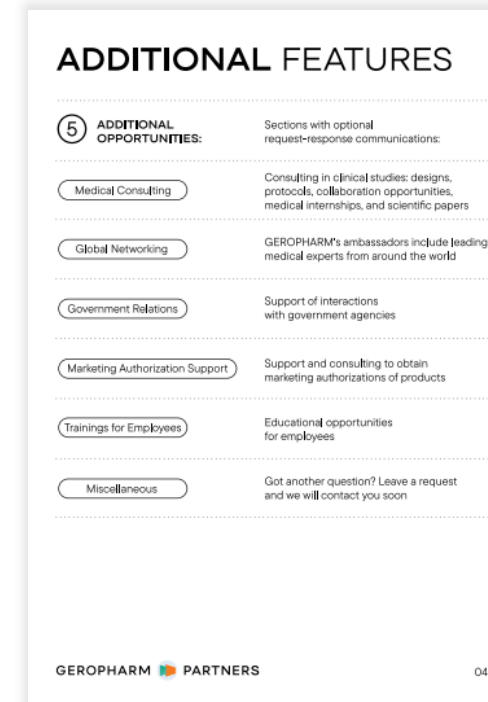 ADDITIONAL FEATURES
5
ADDITIONAL
OPPORTUNITIES:
Sections with optional
request-response communications:
Medical Consulting
Consulting in clinical studies: designs,
protocols, collaboration opportunities,
medical internships, and scientific papers
Global Networking
GEROPHARM's ambassadors include leading
medical experts from around the world
Government Relations
Support of interactions
with government agencies
Marketing Authorization Support
Support and consulting to obtain
marketing authorizations of products
Trainings for Employees
Educational opportunities
for employees
Miscellaneous
Got another question? Leave a request
and we will contact you soon
GEROPHARM PARTNERS
04